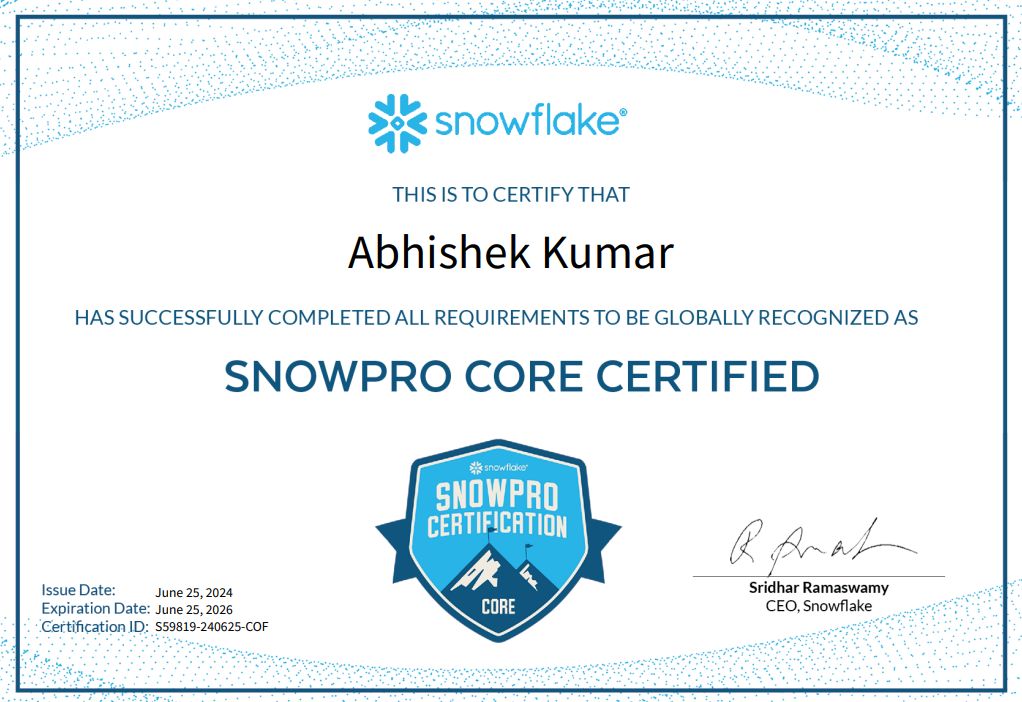 snowflake®
THIS IS TO CERTIFY THAT
Abhishek Kumar
HAS SUCCESSFULLY COMPLETED ALL REQUIREMENTS TO BE GLOBALLY RECOGNIZED AS
SNOWPRO CORE CERTIFIED
snowflake®
SNOWPRO
CERTIFICATION
CORE
Issue Date: June 25, 2024
Expiration Date: June 25, 2026
Certification ID: S59819-240625-COF
Sridhar Ramaswamy
CEO, Snowflake